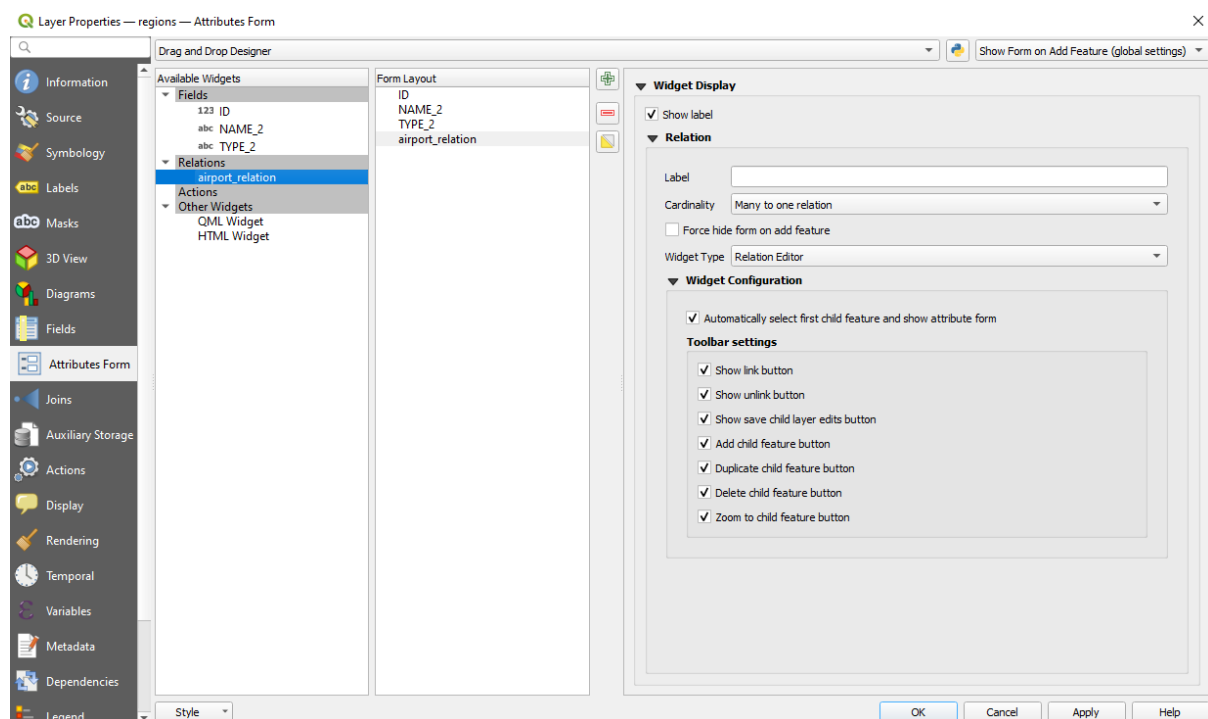 Layer Properties — regions — Attributes Form
Drag and Drop Designer
Show Form on Add Feature (global settings)
Information
Source
Symbology
abc Labels
abc Masks
3D View
Diagrams
Fields
Attributes Form
Joins
Auxiliary Storage
Actions
Display
Rendering
Temporal
Variables
Metadata
Dependencies
Legend
Available Widgets
Fields
123 ID
abc NAME_2
abc TYPE_2
Relations
airport_relation
Actions
Other Widgets
QML Widget
HTML Widget
Form Layout
ID
NAME_2
TYPE_2
airport_relation
Widget Display
Show label
Relation
Label
Cardinality Many to one relation
Force hide form on add feature
Widget Type Relation Editor
Widget Configuration
Automatically select first child feature and show attribute form
Toolbar settings
Show link button
Show unlink button
Show save child layer edits button
Add child feature button
Duplicate child feature button
Delete child feature button
Zoom to child feature button
Style
OK
Cancel
Apply
Help